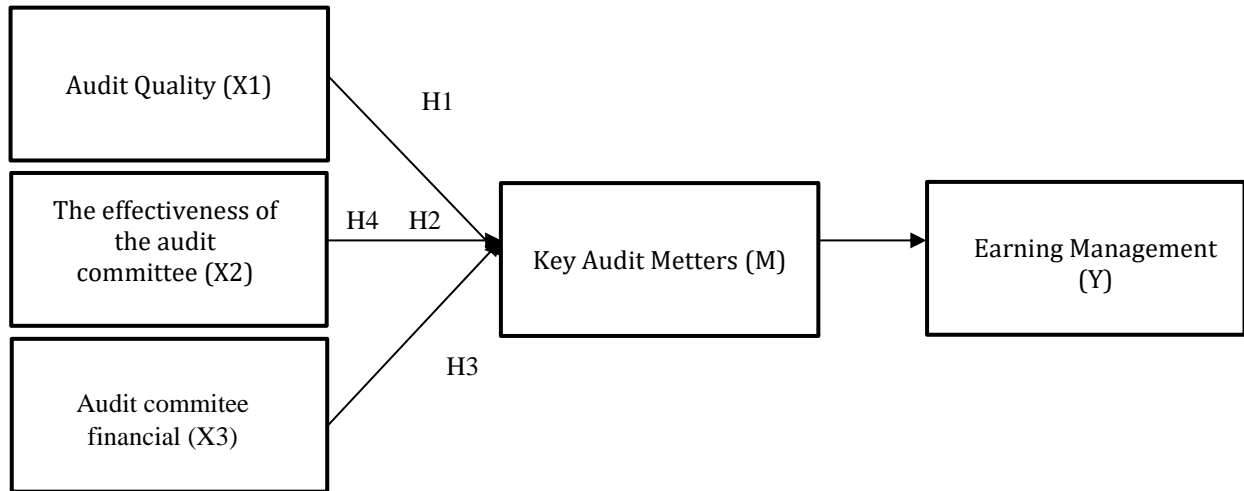 Audit Quality (X1)
H1
The effectiveness of
the audit
committee (X2)
H4 H2
Key Audit Metters (M)
Earning Management
(Y)
H3
Audit commitee
financial (X3)